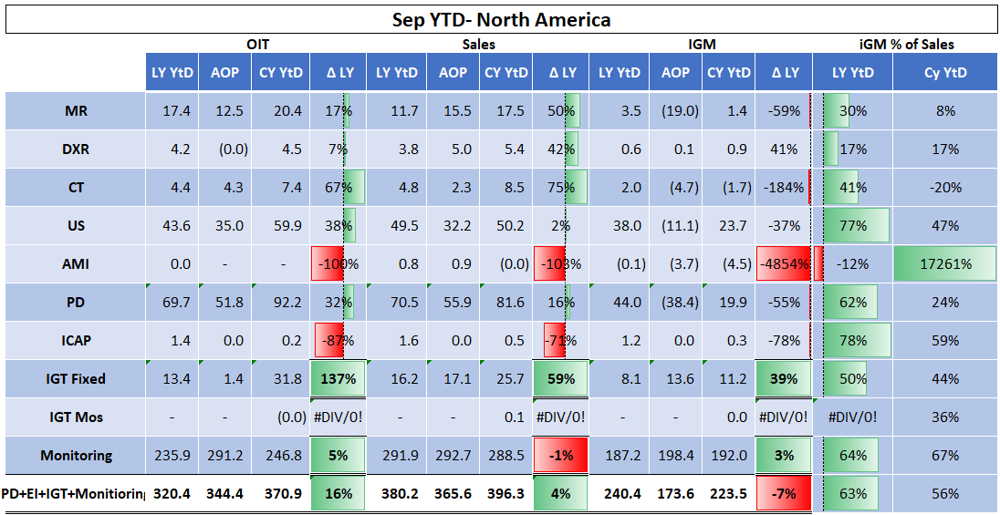 Sep YTD- North America
OIT Sales IGM iGM % of Sales
LY YtD AOP CY YtD Δ LY LY YtD AOP CY YtD Δ LY LY YtD AOP CY YtD Δ LY LY YtD Cy YtD
MR 17.4 12.5 20.4 17% 11.7 15.5 17.5 50% 3.5 (19.0) 1.4 -59% 30% 8%
DXR 4.2 (0.0) 4.5 7% 3.8 5.0 5.4 42% 0.6 0.1 0.9 41% 17% 17%
CT 4.4 4.3 7.4 67% 4.8 2.3 8.5 75% 2.0 (4.7) (1.7) -184% 41% -20%
US 43.6 35.0 59.9 38% 49.5 32.2 50.2 2% 38.0 (11.1) 23.7 -37% 77% 47%
AMI 0.0 - - -100% 0.8 0.9 (0.0) -103% (0.1) (3.7) (4.5) -4854% -12% 17261%
PD 69.7 51.8 92.2 32% 70.5 55.9 81.6 16% 44.0 (38.4) 19.9 -55% 62% 24%
ICAP 1.4 0.0 0.2 -87% 1.6 0.0 0.5 -71% 1.2 0.0 0.3 -78% 78% 59%
IGT Fixed 13.4 1.4 31.8 137% 16.2 17.1 25.7 59% 8.1 13.6 11.2 39% 50% 44%
IGT Mos - - (0.0) #DIV/0! - - 0.1 #DIV/0! - - 0.0 #DIV/0! #DIV/0! 36%
Monitoring 235.9 291.2 246.8 5% 291.9 292.7 288.5 -1% 187.2 198.4 192.0 3% 64% 67%
PD+EI+IGT+Monitioring 320.4 344.4 370.9 16% 380.2 365.6 396.3 4% 240.4 173.6 223.5 -7% 63% 56%